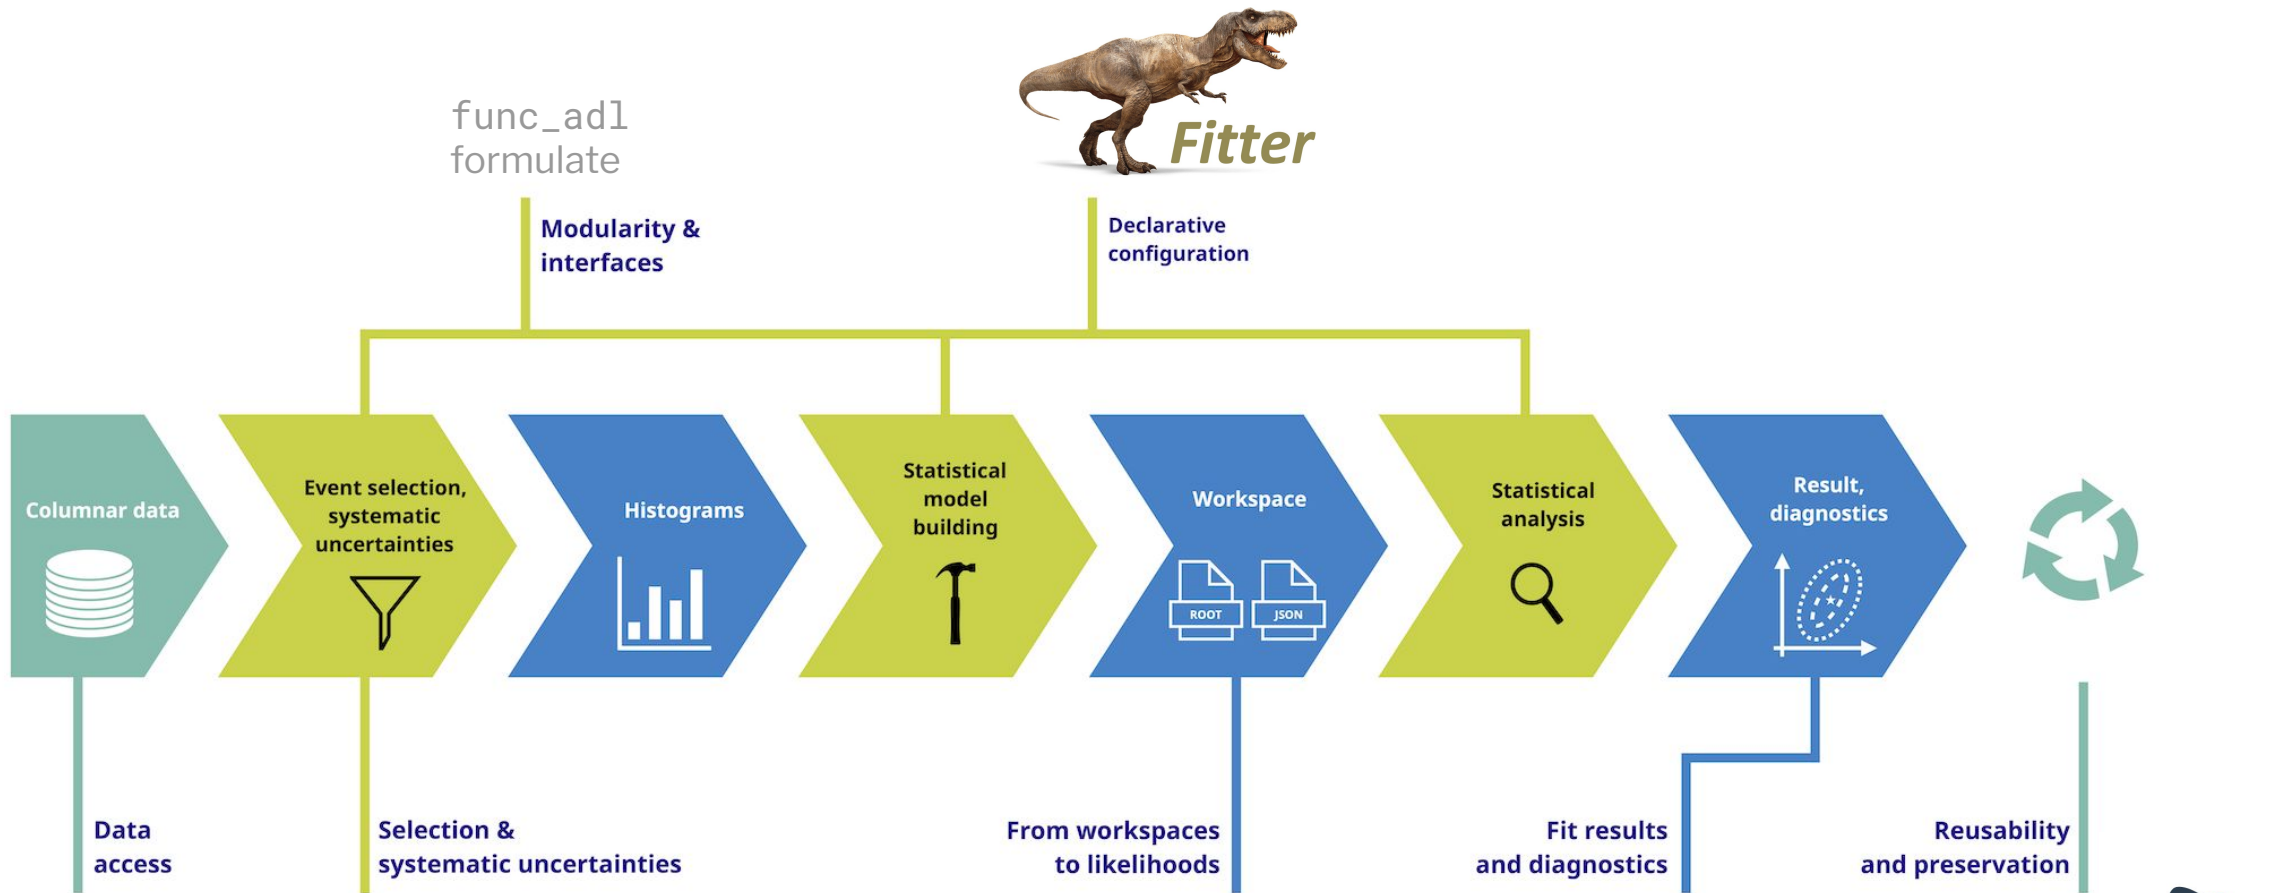 func_adl
formulate
Fitter
Modularity &
interfaces
Declarative
configuration
Columnar data
Event selection,
systematic
uncertainties
Histograms
Statistical
model
building
Workspace
ROOT
JSON
Statistical
analysis
Result,
diagnostics
Data
access
Selection &
systematic uncertainties
From workspaces
to likelihoods
Fit results
and diagnostics
Reusability
and preservation